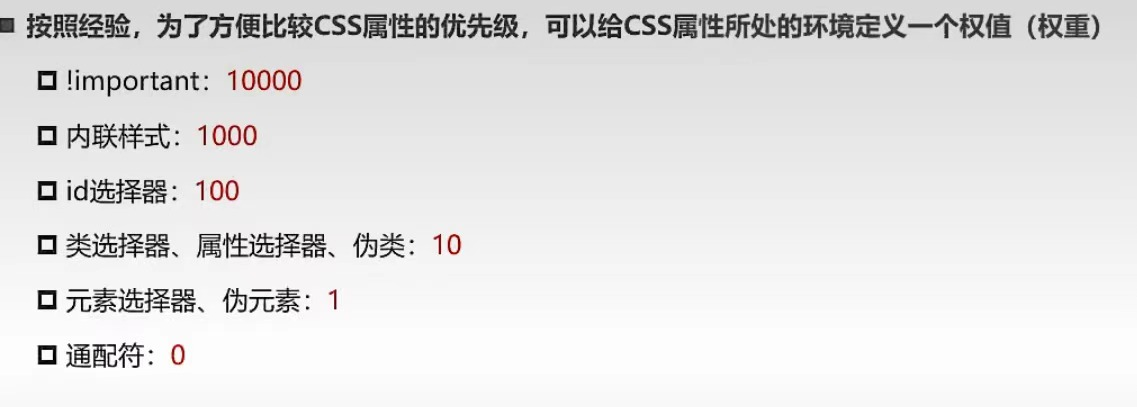 按照经验，为了方便比较CSS属性的优先级，可以给CSS属性所处的环境定义一个权值（权重）
!important：10000
内联样式：1000
id选择器：100
类选择器、属性选择器、伪类：10
元素选择器、伪元素：1
通配符：0